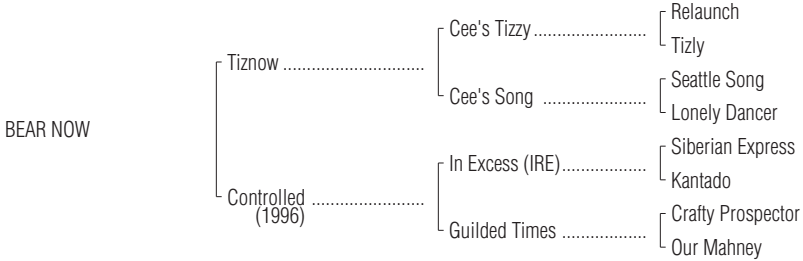 Relaunch
Cee's Tizzy
Tizly
Tiznow
Seattle Song
Cee's Song
Lonely Dancer
BEAR NOW
Siberian Express
In Excess (IRE)
Kantado
Controlled
(1996)
Crafty Prospector
Guilded Times
Our Mahney